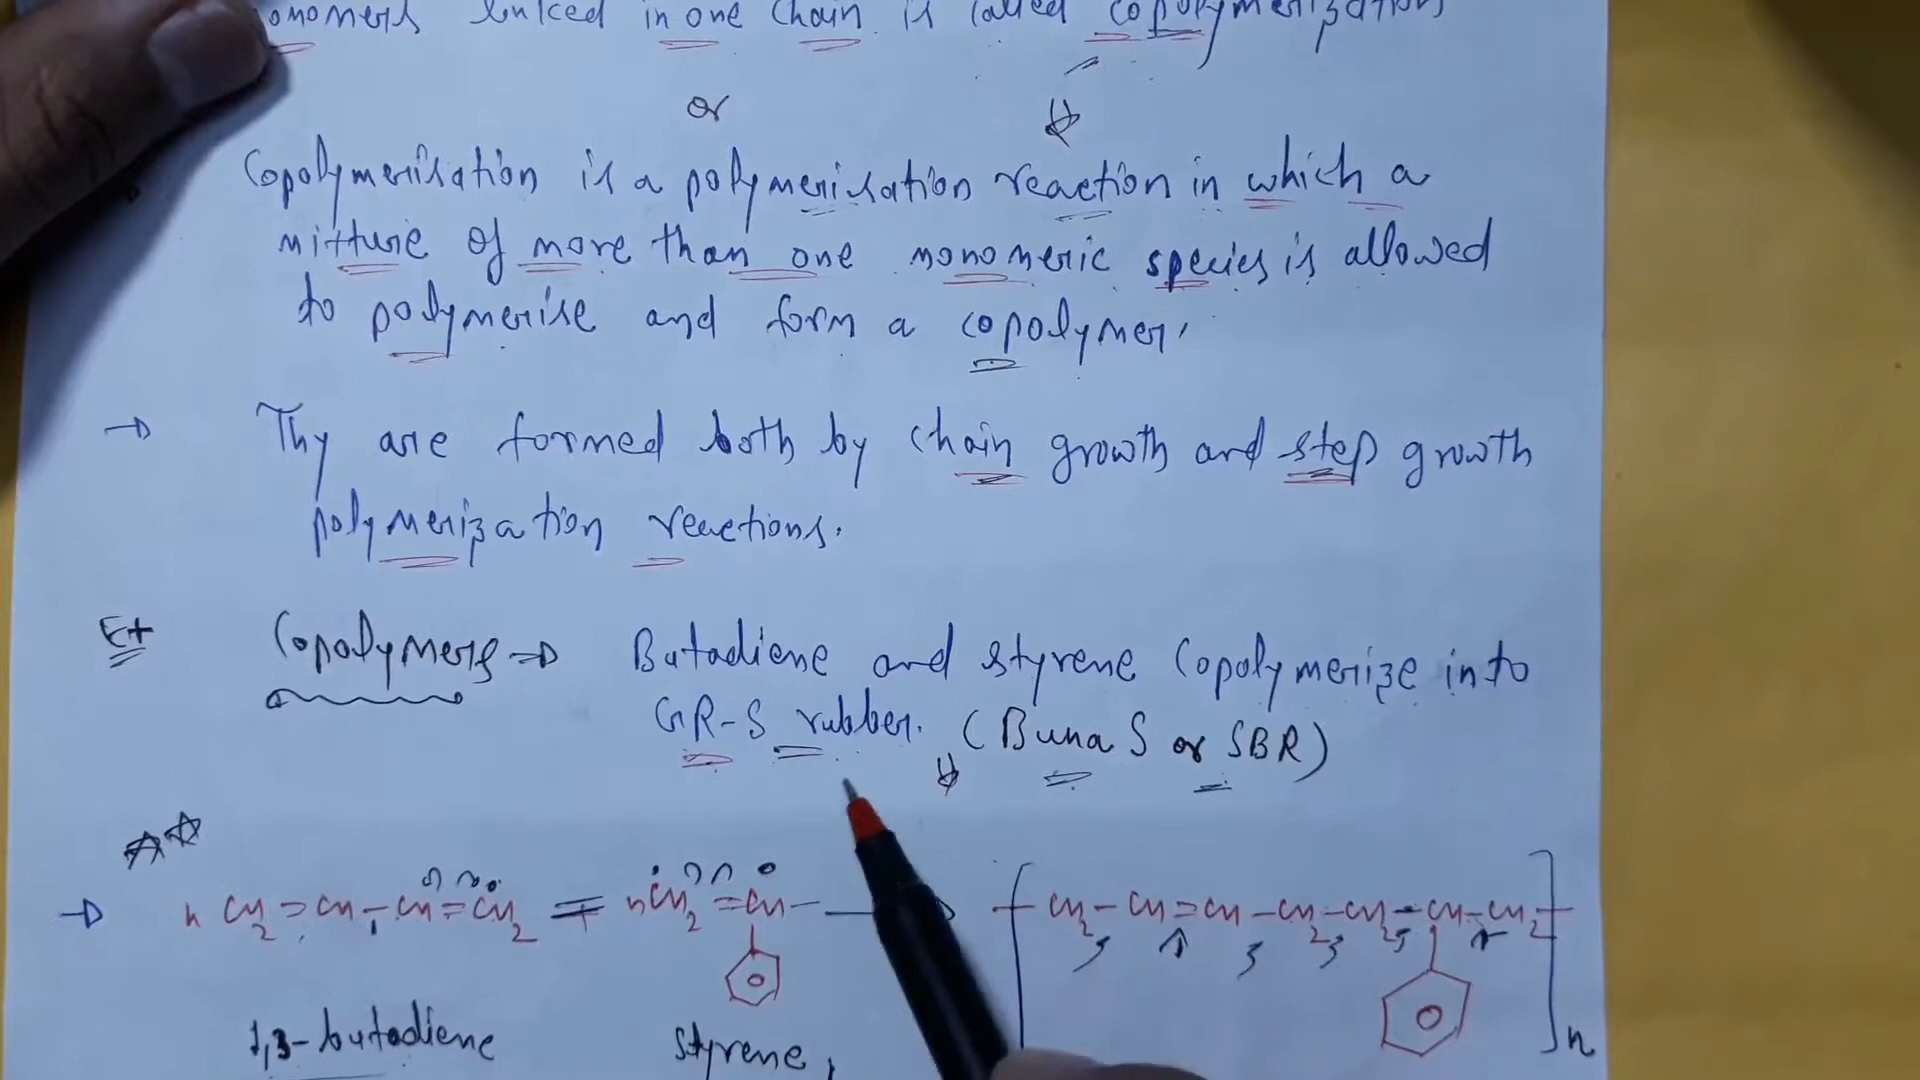 onomers linked in one chain is called copolymerization
or
Copolymerisation is a polymerisation reaction in which a
mixture of more than one monomeric species is allowed
to polymerise and form a copolymer.
→ Thy are formed both by chain growth and step growth
polymerization reactions.
Ex Copolymers ⇒ Butadiene and styrene Copolymerize into
GR-S rubber. (Buna S or SBR)
→ n CH2=CH-CH=CH2 + nCH2=CH- → [CH2-CH=CH-CH2-CH2-CH-CH2]n
1,3-butadiene styrene,